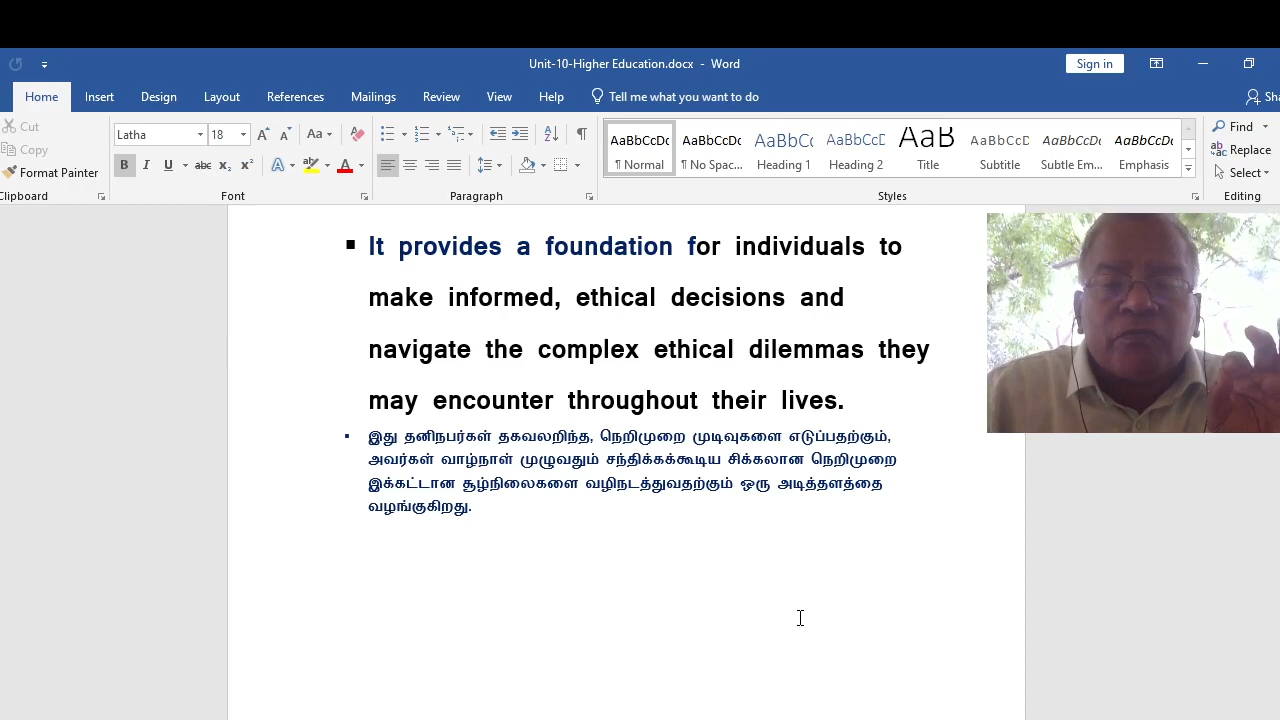 Unit-10-Higher Education.docx - Word
Sign in
Home Insert Design Layout References Mailings Review View Help Tell me what you want to do Sha
Cut
Copy
Format Painter
Clipboard
Latha 18
Font
Paragraph
AaBbCcDc AaBbCcDc AaBbC AaBbCcD AaB AaBbCcD AaBbCcDc AaBbCcDc
¶ Normal ¶ No Spac... Heading 1 Heading 2 Title Subtitle Subtle Em... Emphasis
Styles
Find
Replace
Select
Editing
▪ It provides a foundation for individuals to
make informed, ethical decisions and
navigate the complex ethical dilemmas they
may encounter throughout their lives.
▪ இது தனிநபர்கள் தகவலறிந்த, நெறிமுறை முடிவுகளை எடுப்பதற்கும்,
அவர்கள் வாழ்நாள் முழுவதும் சந்திக்கக்கூடிய சிக்கலான நெறிமுறை
இக்கட்டான சூழ்நிலைகளை வழிநடத்துவதற்கும் ஒரு அடித்தளத்தை
வழங்குகிறது.